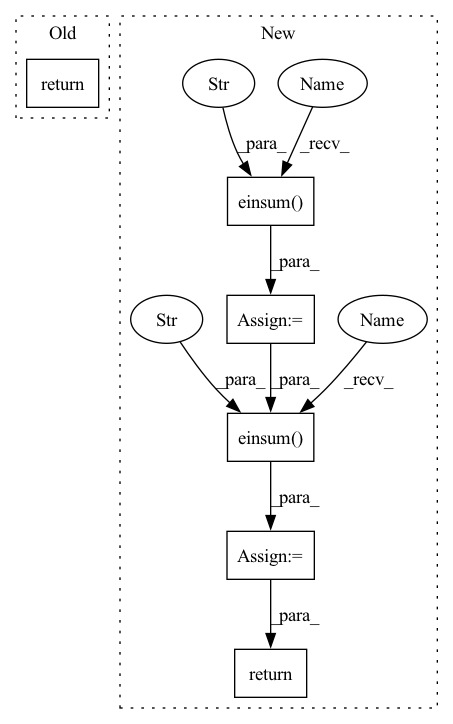 Old
New
return
Str
Name
_para_
_recv_
einsum()
_para_
Str
Assign:=
Name
_para_
_para_
_recv_
einsum()
_para_
Assign:=
_para_
return